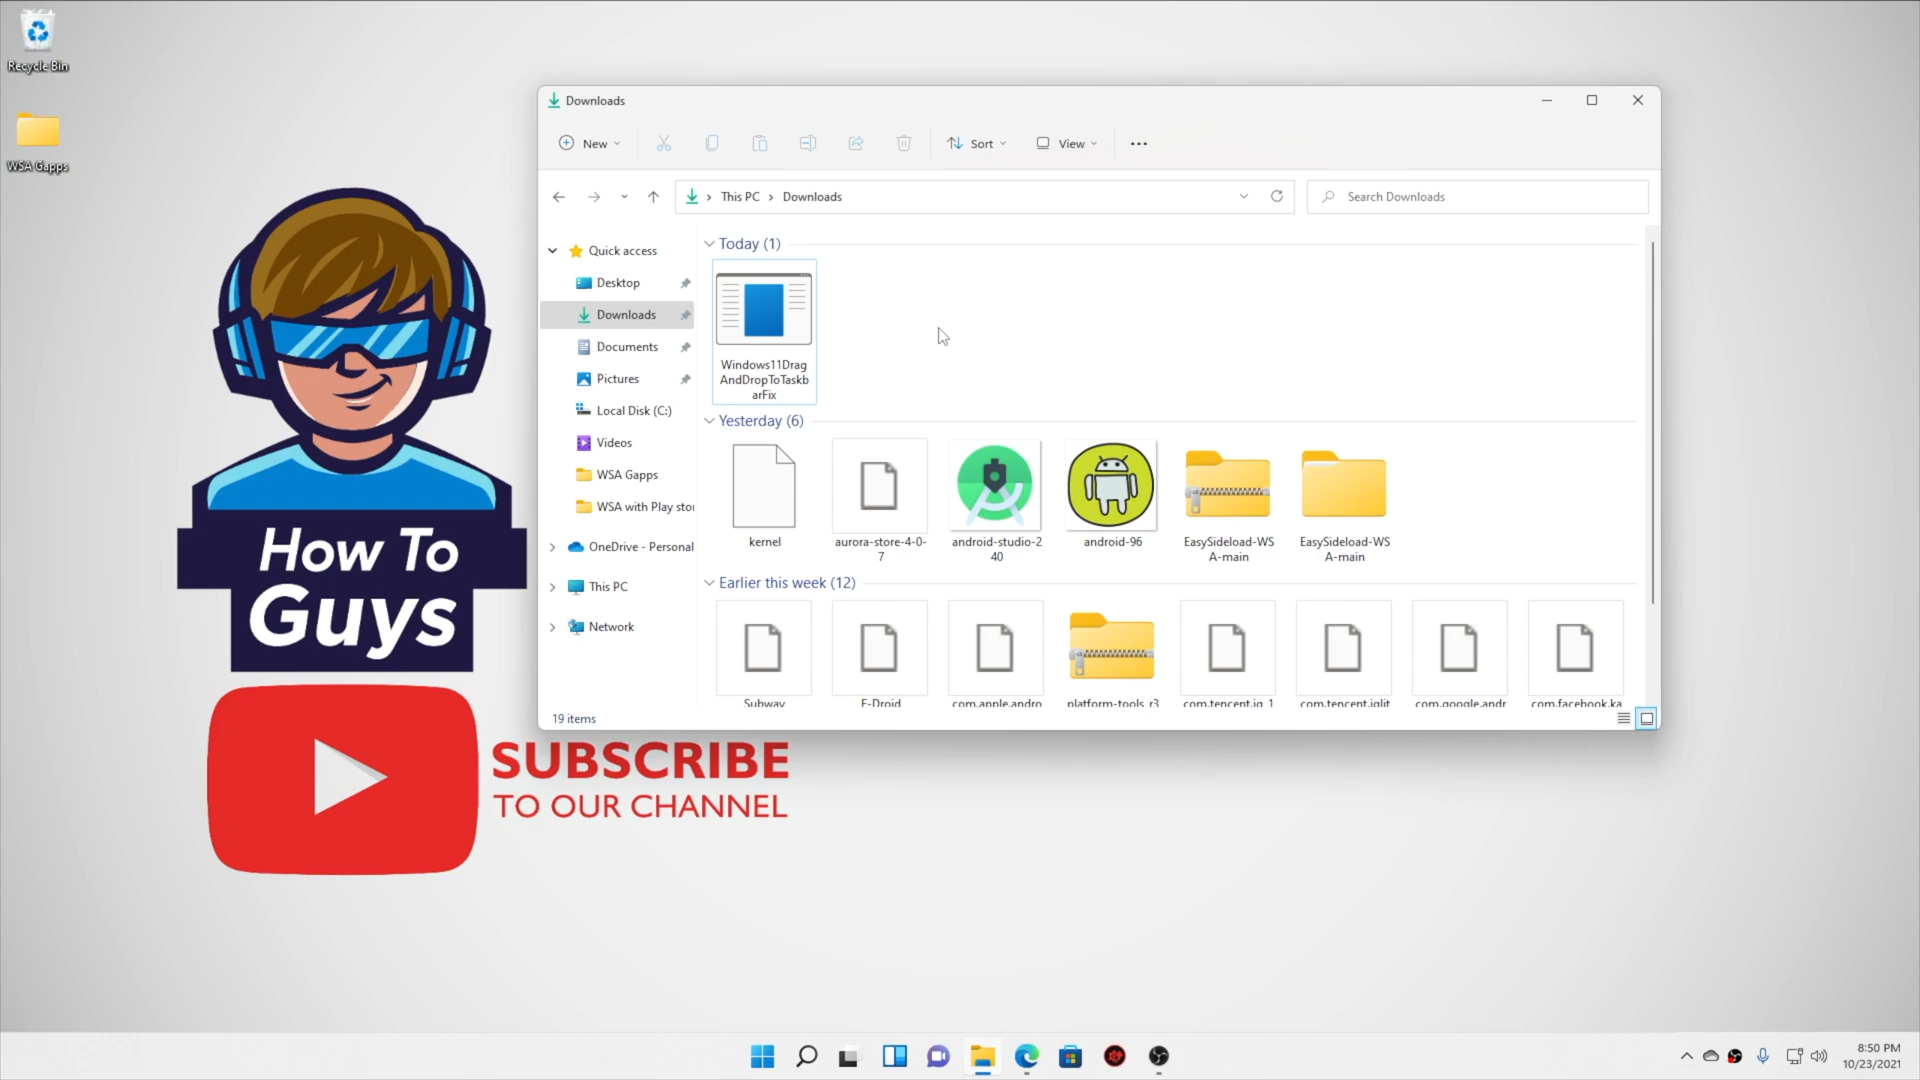 Recycle Bin
WSA Gapps
How To
Guys
SUBSCRIBE
TO OUR CHANNEL
Downloads
New
Sort
View
This PC
Downloads
Search Downloads
Quick access
Desktop
Downloads
Documents
Pictures
Local Disk (C:)
Videos
WSA Gapps
WSA with Play sto
OneDrive - Personal
This PC
Network
Today (1)
Windows11Drag
AndDropToTaskb
arFix
Yesterday (6)
kernel
aurora-store-4-0-
7
android-studio-2
40
android-96
EasySideload-WS
A-main
EasySideload-WS
A-main
Earlier this week (12)
Subway
F-Droid
com.apple.andro
platform-tools_r3
com.tencent.ig_1
com.tencent.iglit
com.google.andr
com.facebook.ka
19 items
8:50 PM
10/23/2021